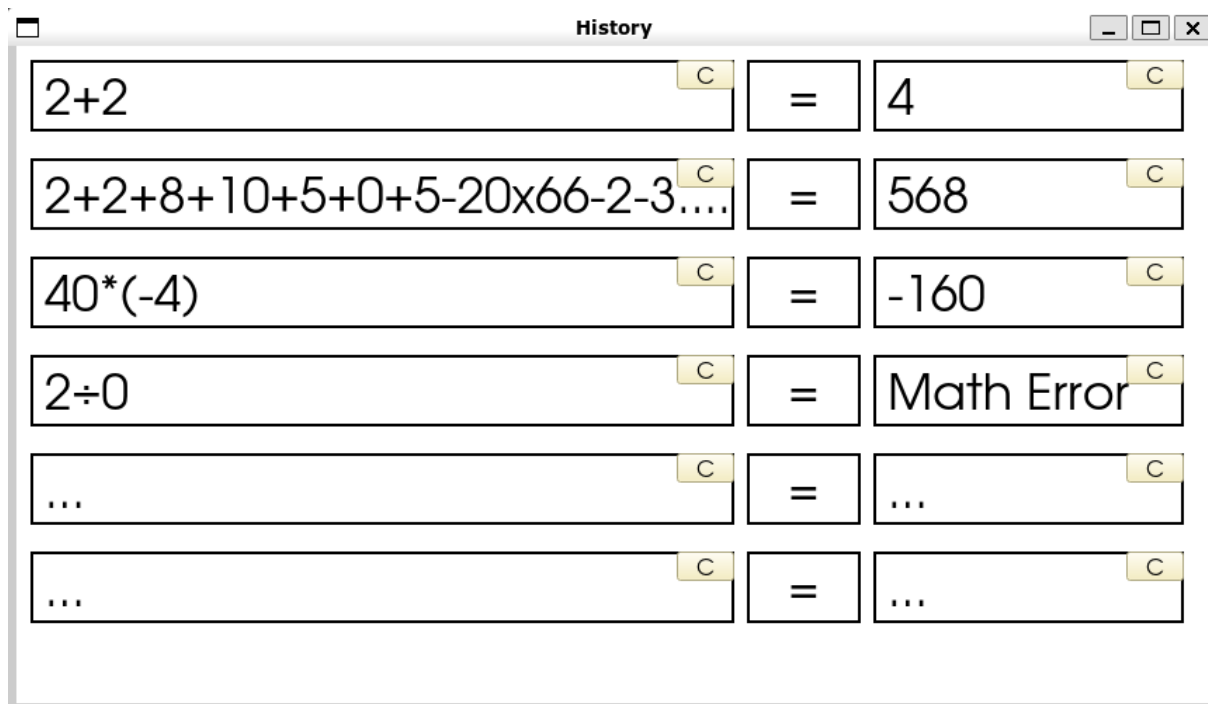 History
2+2 C = 4 C
2+2+8+10+5+0+5-20x66-2-3.... C = 568 C
40*(-4) C = -160 C
2÷0 C = Math Error C
... C = ... C
... C = ... C